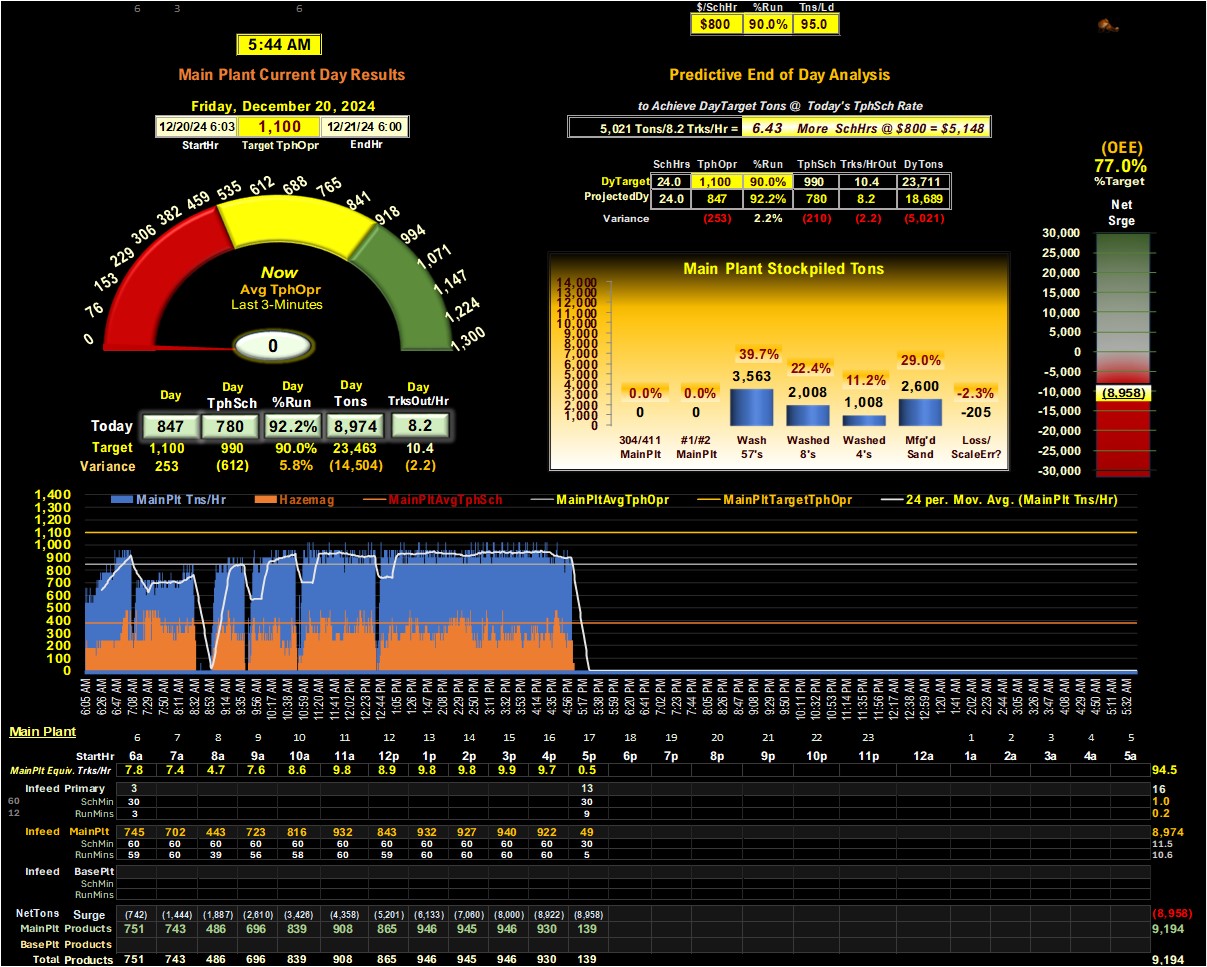 6 3 6
$/SchHr %Run Tns/Ld
$800 90.0% 95.0
5:44 AM
Main Plant Current Day Results
Friday, December 20, 2024
12/20/24 6:03 1,100 12/21/24 6:00
StartHr Target TphOpr EndHr
Predictive End of Day Analysis
to Achieve DayTarget Tons @ Today's TphSch Rate
5,021 Tons/8.2 Trks/Hr = 6.43 More SchHrs @ $800 = $5,148
SchHrs TphOpr %Run TphSch Trks/HrOut DyTons
DyTarget 24.0 1,100 90.0% 990 10.4 23,711
ProjectedDy 24.0 847 92.2% 780 8.2 18,689
Variance (253) 2.2% (210) (2.2) (5,021)
(OEE)
77.0%
%Target
Net
Srge
30,000
25,000
20,000
15,000
10,000
5,000
0
-5,000
-10,000
(8,958)
-15,000
-20,000
-25,000
-30,000
0 76 153 229 306 382 459 535 612 688 765 841 918 994 1,071 1,147 1,224 1,300
Now
Avg TphOpr
Last 3-Minutes
0
Day Day TphSch Day %Run Day Tons Day TrksOut/Hr
Today 847 780 92.2% 8,974 8.2
Target 1,100 990 90.0% 23,463 10.4
Variance 253 (612) 5.8% (14,504) (2.2)
Main Plant Stockpiled Tons
14,000
13,000
12,000
11,000
10,000
9,000
8,000
7,000
6,000
5,000
4,000
3,000
2,000
1,000
0
0.0% 0.0% 39.7% 22.4% 11.2% 29.0% -2.3%
0 0 3,563 2,008 1,008 2,600 -205
304/411 #1/#2 Wash Washed Washed Mfg'd Loss/
MainPlt MainPlt 57's 8's 4's Sand ScaleErr?
MainPlt Tns/Hr Hazemag MainPltAvgTphSch MainPltAvgTphOpr MainPltTargetTphOpr 24 per. Mov. Avg. (MainPlt Tns/Hr)
1,400
1,300
1,200
1,100
1,000
900
800
700
600
500
400
300
200
100
0
6:05 AM 6:26 AM 6:47 AM 7:08 AM 7:29 AM 7:50 AM 8:11 AM 8:32 AM 8:53 AM 9:14 AM 9:35 AM 9:56 AM 10:17 AM 10:38 AM 11:20 AM 11:41 AM 12:02 PM 12:23 PM 12:44 PM 1:05 PM 1:26 PM 1:47 PM 2:08 PM 2:29 PM 2:50 PM 3:11 PM 3:32 PM 3:53 PM 4:14 PM 4:35 PM 4:56 PM 5:17 PM 5:38 PM 5:59 PM 6:20 PM 6:41 PM 7:02 PM 7:23 PM 7:44 PM 8:05 PM 8:26 PM 8:47 PM 9:08 PM 9:29 PM 9:50 PM 10:11 PM 10:32 PM 10:53 PM 11:14 PM 11:35 PM 11:56 PM 12:38 AM 12:59 AM 1:20 AM 1:41 AM 2:02 AM 2:23 AM 2:44 AM 3:05 AM 3:26 AM 3:47 AM 4:08 AM 4:29 AM 4:50 AM 5:11 AM 5:32 AM
Main Plant
6 7 8 9 10 11 12 13 14 15 16 17 18 19 20 21 22 23 1 2 3 4 5
StartHr 6a 7a 8a 9a 10a 11a 12p 1p 2p 3p 4p 5p 6p 7p 8p 9p 10p 11p 12a 1a 2a 3a 4a 5a
MainPlt Equiv. Trks/Hr 7.8 7.4 4.7 7.6 8.6 9.8 8.9 9.8 9.8 9.9 9.7 0.5 94.5
Infeed Primary 3 13 16
60 SchMin 30 30 1.0
12 RunMins 3 9 0.2
Infeed MainPlt 745 702 443 723 816 932 843 932 927 940 922 49 8,974
SchMin 60 60 60 60 60 60 60 60 60 60 60 30 11.5
RunMins 59 60 39 56 58 60 59 60 60 60 60 5 10.6
Infeed BasePlt
SchMin
RunMins
NetTons Surge (742) (1,444) (1,887) (2,610) (3,426) (4,358) (5,201) (6,133) (7,060) (8,000) (8,922) (8,958) (8,958)
MainPlt Products 751 743 486 696 839 908 865 946 945 946 930 139 9,194
BasePlt Products
Total Products 751 743 486 696 839 908 865 946 945 946 930 139 9,194